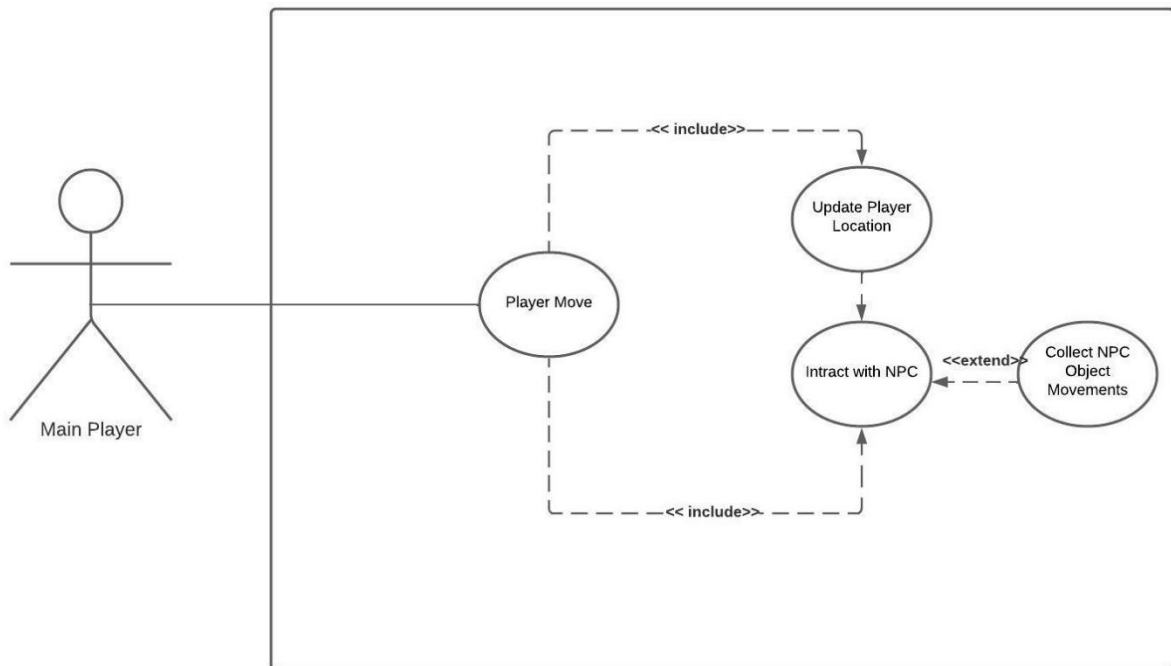 << include>>
Update Player
Location
Player Move
Intract with NPC
<<extend>>
Collect NPC
Object
Movements
Main Player
<< include>>